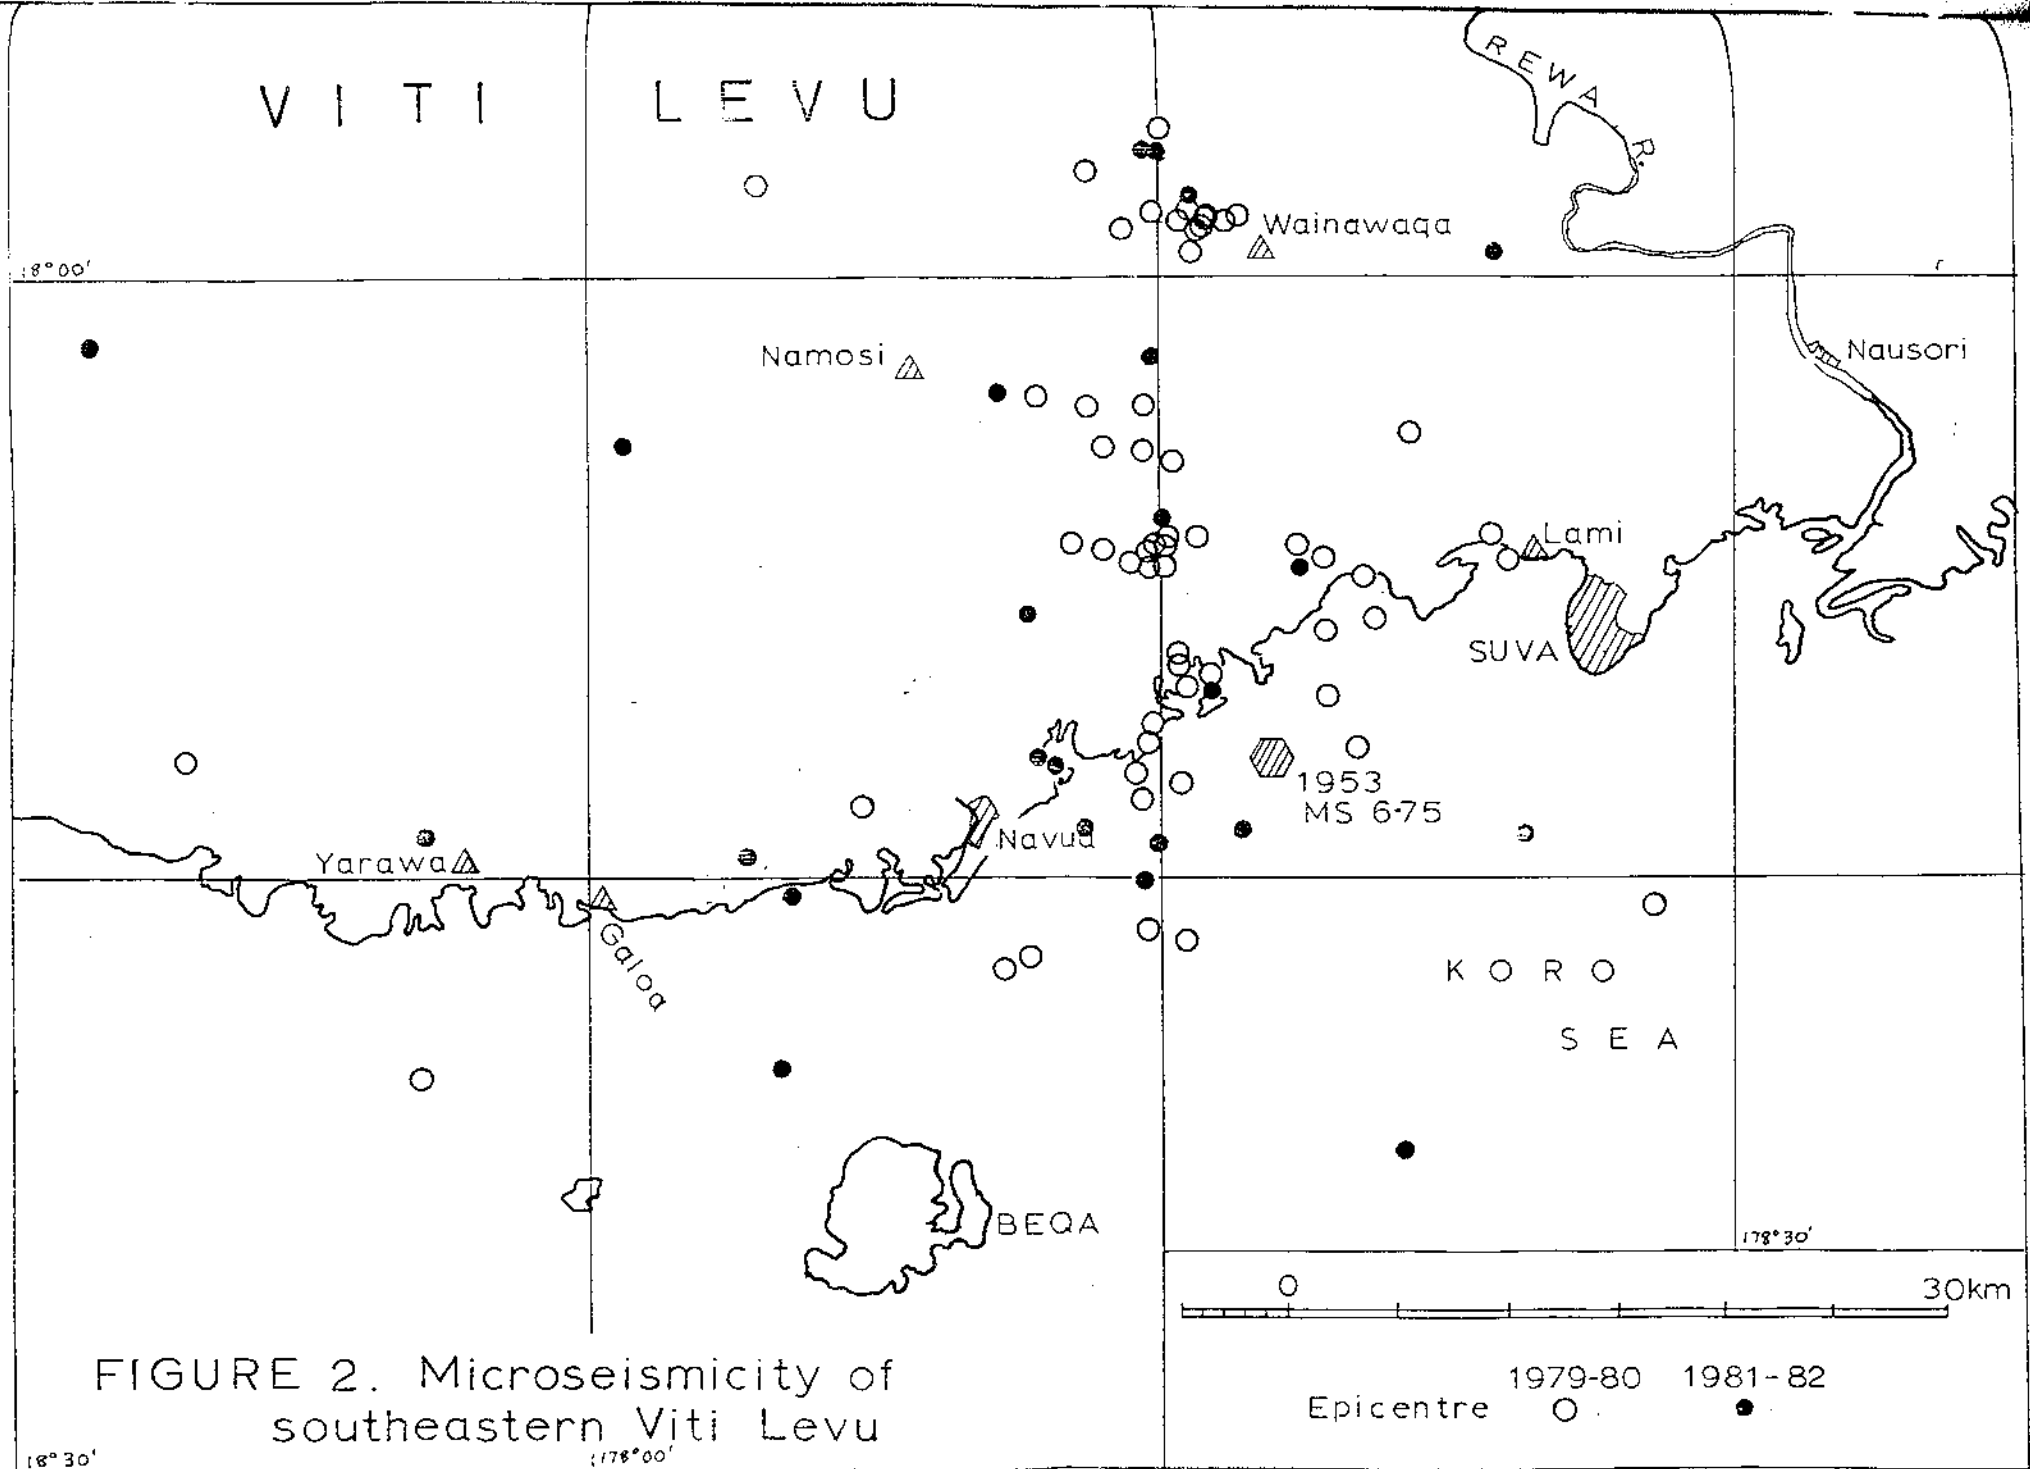 VITI LEVU
REWA R.
Wainawaqa
18°00'
Namosi
Nausori
Lami
SUVA
1953
MS 6·75
Navua
Yarawa
Galoa
KORO
SEA
BEQA
178°30'
0 30km
1979-80 1981-82
Epicentre
FIGURE 2. Microseismicity of
southeastern Viti Levu
18°30' 178°00'